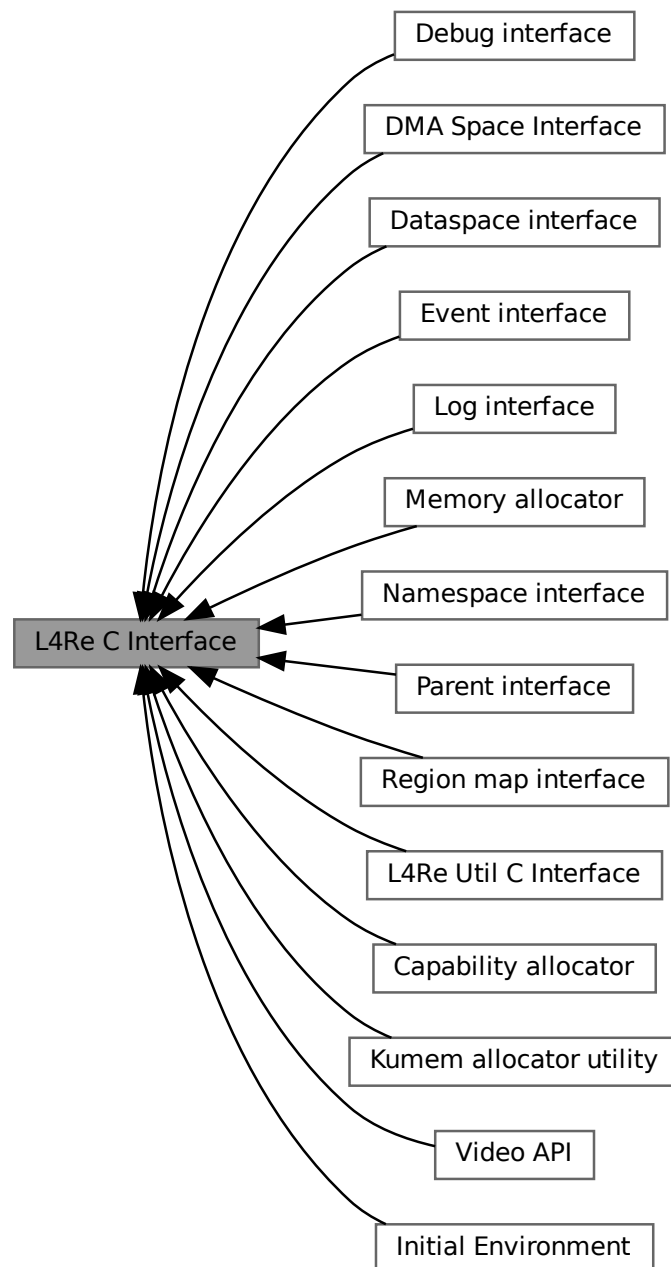 Debug interface
DMA Space Interface
Dataspace interface
Event interface
Log interface
Memory allocator
Namespace interface
L4Re C Interface
Parent interface
Region map interface
L4Re Util C Interface
Capability allocator
Kumem allocator utility
Video API
Initial Environment